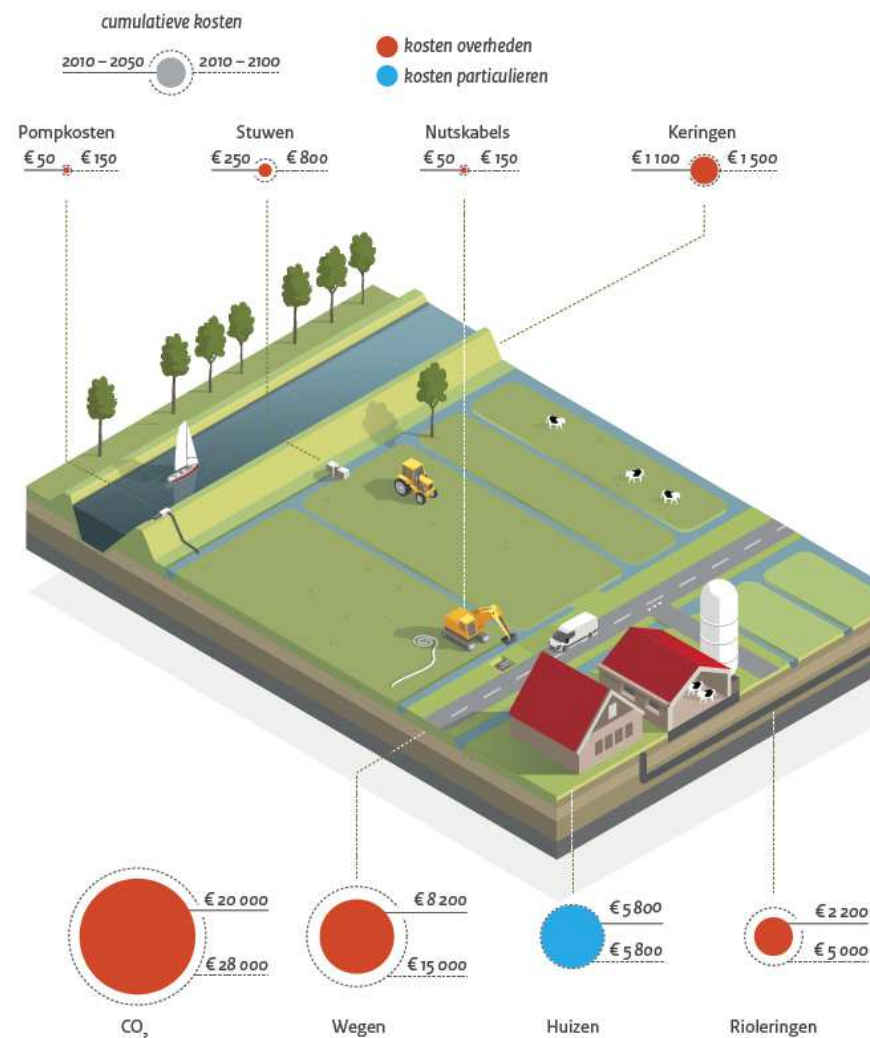 cumulatieve kosten
2010 – 2050 2010 – 2100
kosten overheden
kosten particulieren
Pompkosten Stuwen Nutskabels Keringen
€ 50 € 150 € 250 € 800 € 50 € 150 € 1 100 € 1 500
€ 20 000 € 8 200 € 5 800 € 2 200
€ 28 000 € 15 000 € 5 800 € 5 000
CO₂ Wegen Huizen Rioleringen